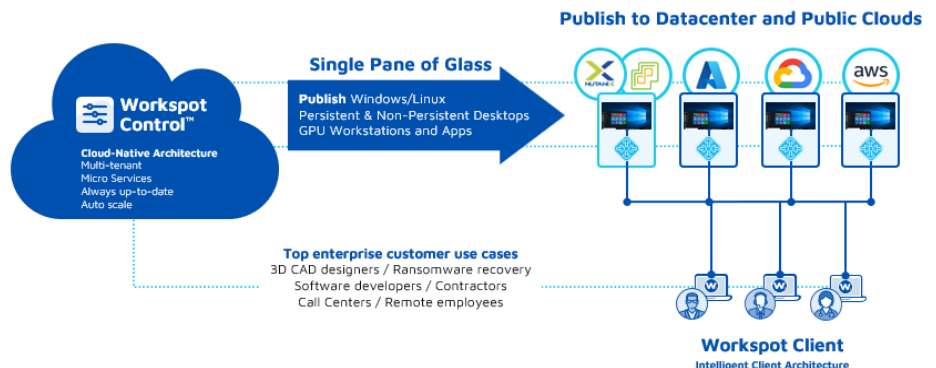 Publish to Datacenter and Public Clouds
Single Pane of Glass
NUTANIX
aws
Workspot
Control™
Publish Windows/Linux
Persistent & Non-Persistent Desktops
GPU Workstations and Apps
Cloud-Native Architecture
Multi-tenant
Micro Services
Always up-to-date
Auto scale
Top enterprise customer use cases
3D CAD designers / Ransomware recovery
Software developers / Contractors
Call Centers / Remote employees
W
W
W
Workspot Client
Intelligent Client Architecture